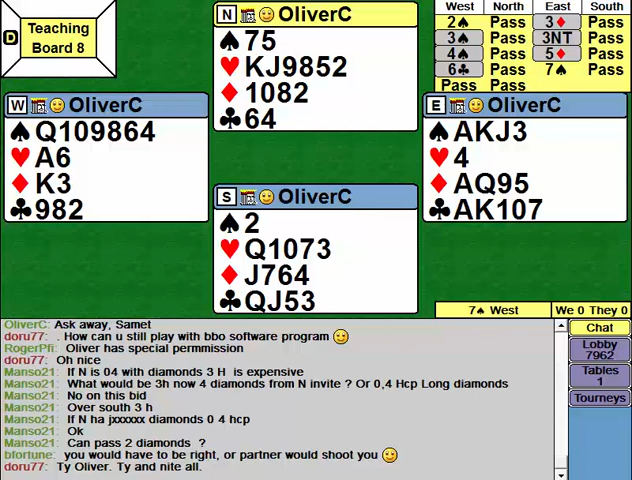 D
Teaching
Board 8
N OliverC
♠75
♥KJ9852
♦1082
♣64
West North East South
2♠ Pass 3♦ Pass
3♠ Pass 3NT Pass
4♠ Pass 5♦ Pass
6♣ Pass 7♠ Pass
Pass Pass
W OliverC
♠Q109864
♥A6
♦K3
♣982
E OliverC
♠AKJ3
♥4
♦AQ95
♣AK107
S OliverC
♠2
♥Q1073
♦J764
♣QJ53
7♠ West We 0 They 0
OliverC: Ask away, Samet
doru77: . How can u still play with bbo software program
RogerPfi: Oliver has special permmission
doru77: Oh nice
Manso21: If N is 04 with diamonds 3 H is expensive
Manso21: What would be 3h now 4 diamonds from N invite ? Or 0,4 Hcp Long diamonds
Manso21: No on this bid
Manso21: Over south 3 h
Manso21: If N ha jxxxxx diamonds 0 4 hcp
Manso21: Ok
Manso21: Can pass 2 diamonds ?
bfortune: you would have to be right, or partner would shoot you
doru77: Ty Oliver. Ty and nite all.
Chat
Lobby
7962
Tables
1
Tourneys